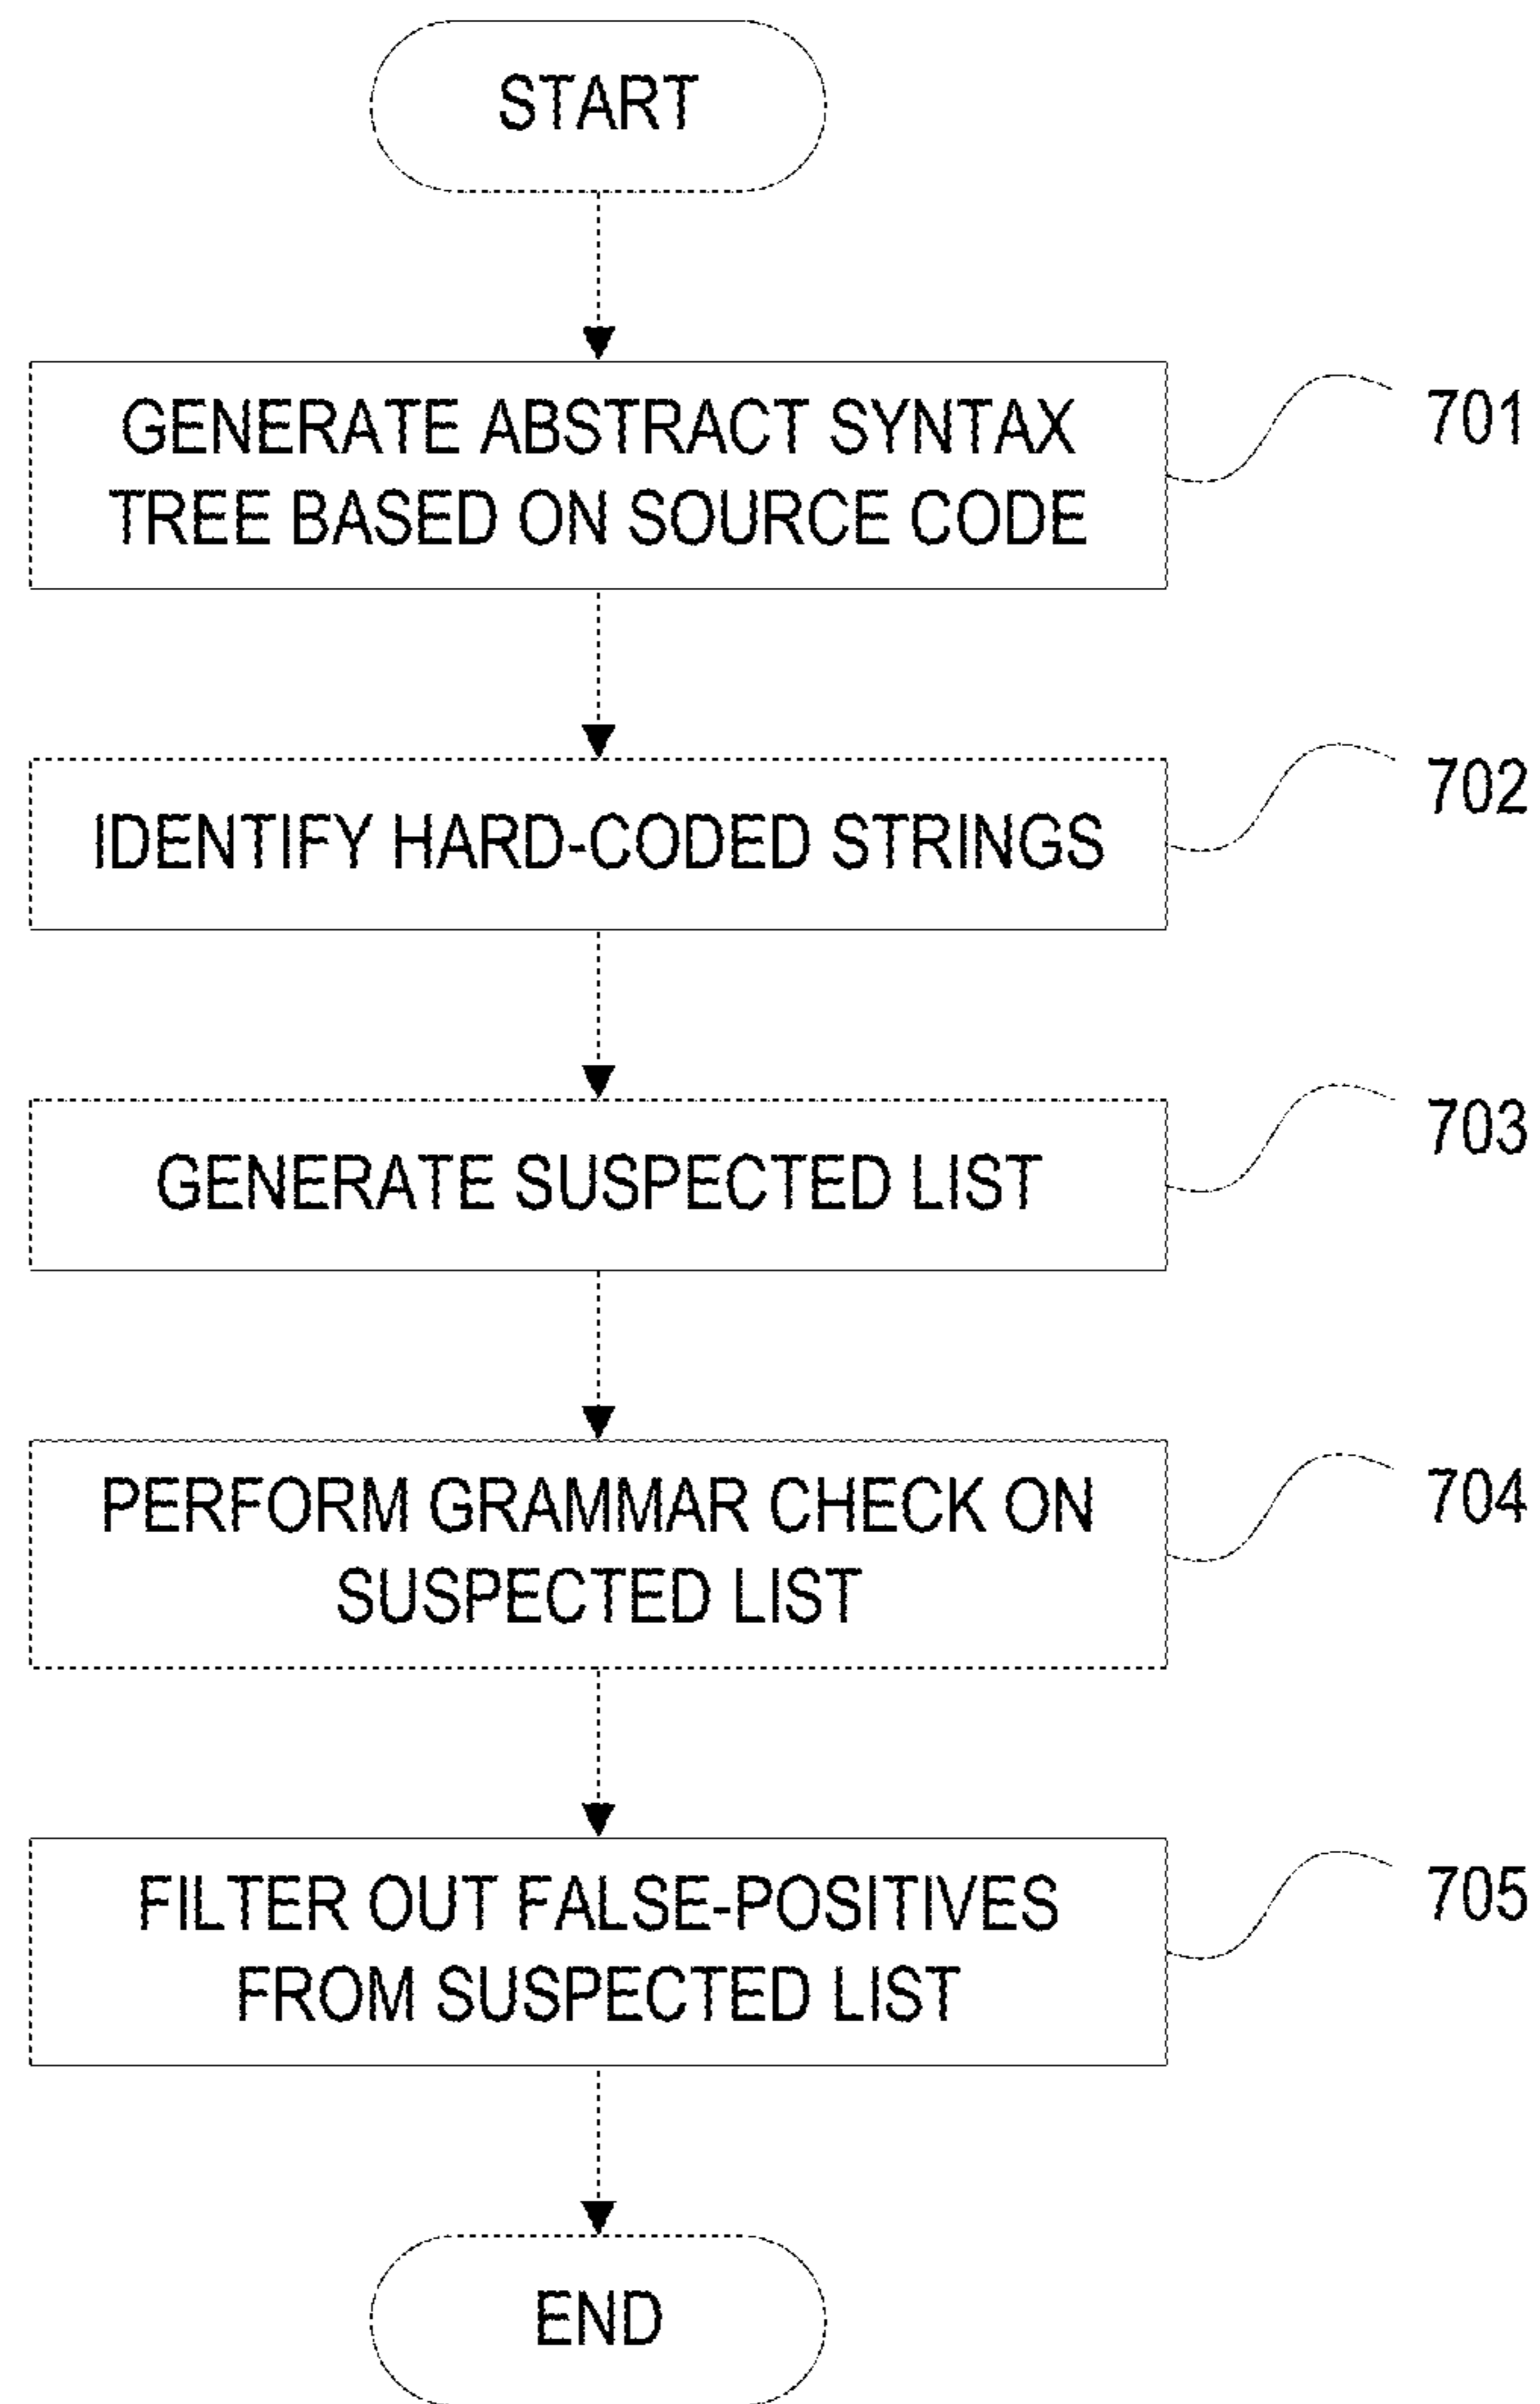 START
GENERATE ABSTRACT SYNTAX
TREE BASED ON SOURCE CODE
701
IDENTIFY HARD-CODED STRINGS
702
GENERATE SUSPECTED LIST
703
PERFORM GRAMMAR CHECK ON
SUSPECTED LIST
704
FILTER OUT FALSE-POSITIVES
FROM SUSPECTED LIST
705
END